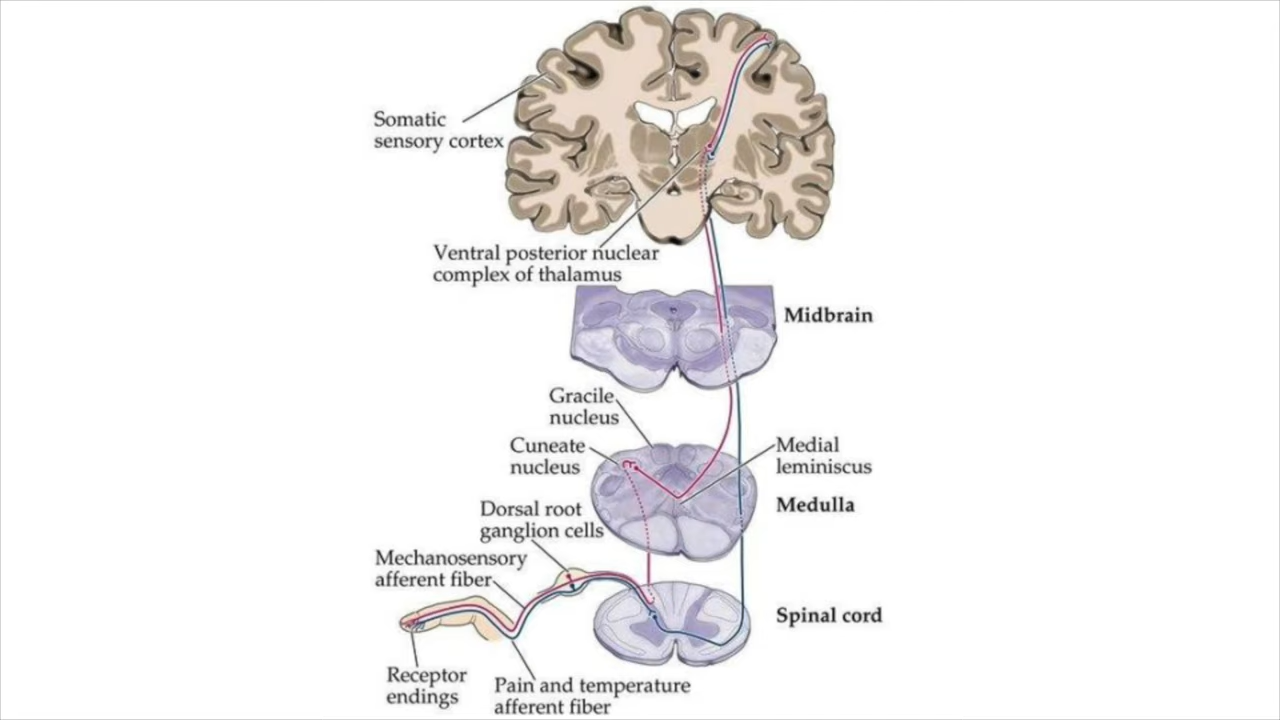 Somatic
sensory cortex
Ventral posterior nuclear
complex of thalamus
Midbrain
Gracile
nucleus
Cuneate
nucleus
Medial
leminiscus
Medulla
Dorsal root
ganglion cells
Mechanosensory
afferent fiber
Spinal cord
Receptor
endings
Pain and temperature
afferent fiber